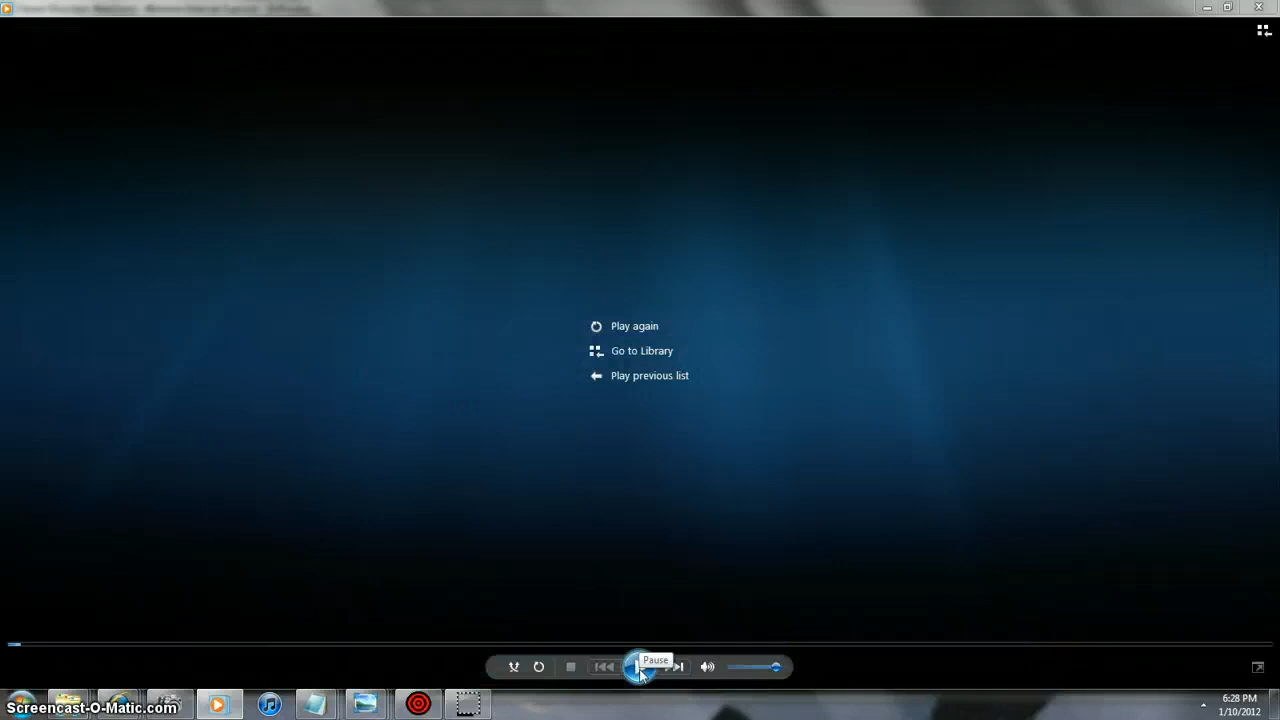 Play again
Go to Library
Play previous list
Pause
Screencast-O-Matic.com
6:28 PM
1/10/2012